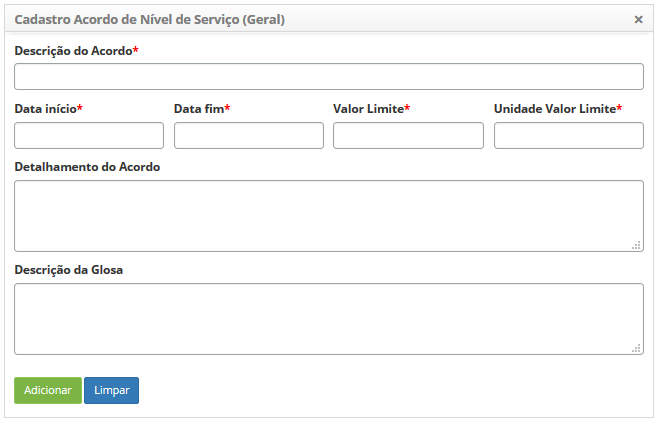 Cadastro Acordo de Nível de Serviço (Geral) ×
Descrição do Acordo*
Data início* Data fim* Valor Limite* Unidade Valor Limite*
Detalhamento do Acordo
Descrição da Glosa
Adicionar Limpar